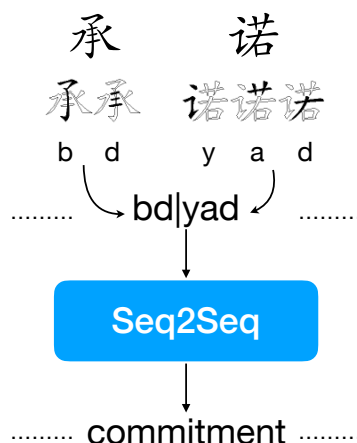 承 诺
承承 诺诺诺
b d y a d
......... bd|yad .........
Seq2Seq
......... commitment .........